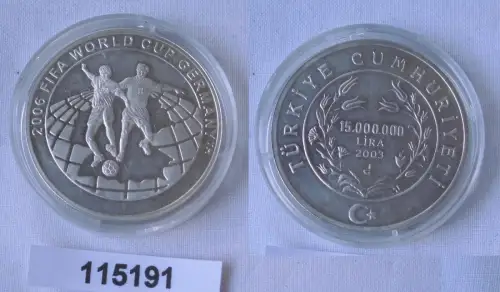 2006 FIFA WORLD CUP GERMANY
TÜRKİYE CUMHURİYETİ
15.000.000
LİRA
2003
115191